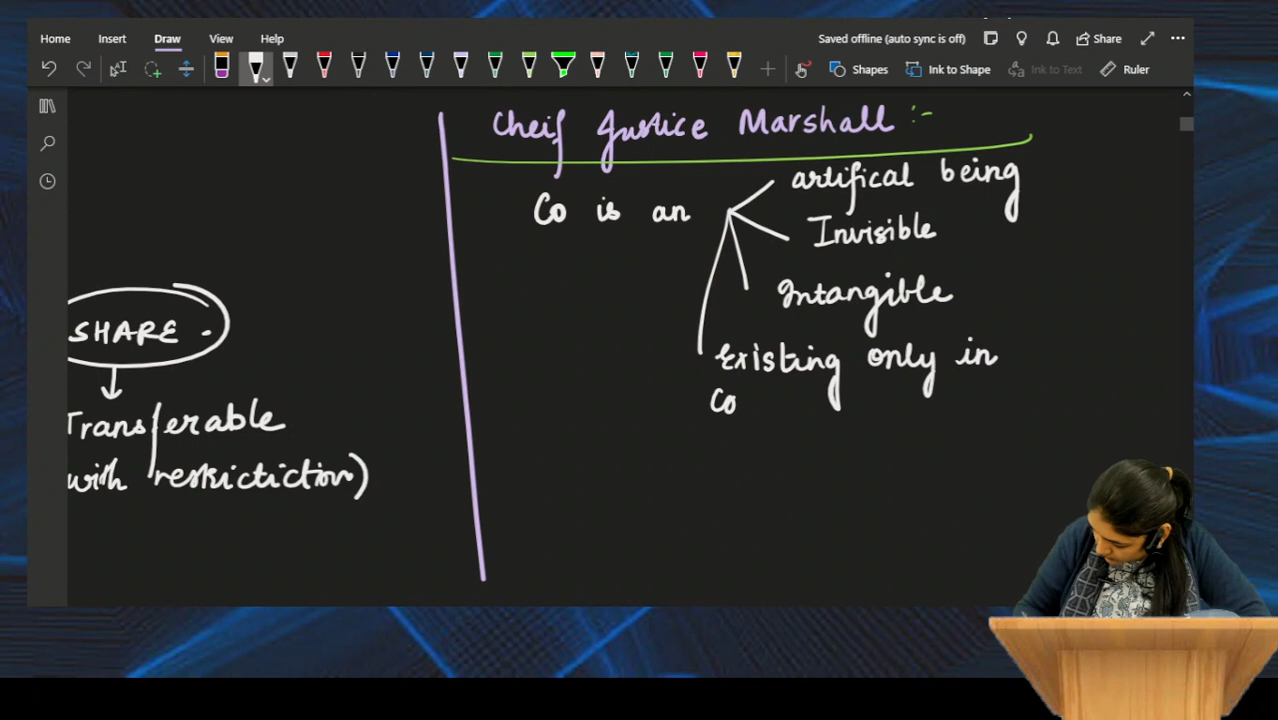 Home Insert Draw View Help Saved offline (auto sync is off) Share
Shapes Ink to Shape Ink to Text Ruler
Cheif Justice Marshall :-
Co is an
artifical being
Invisible
Intangible
Existing only in
Co
SHARE .
Transferable
with restrictiction)